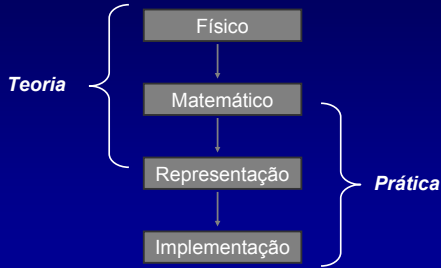 Físico
Teoria
Matemático
Representação
Prática
Implementação